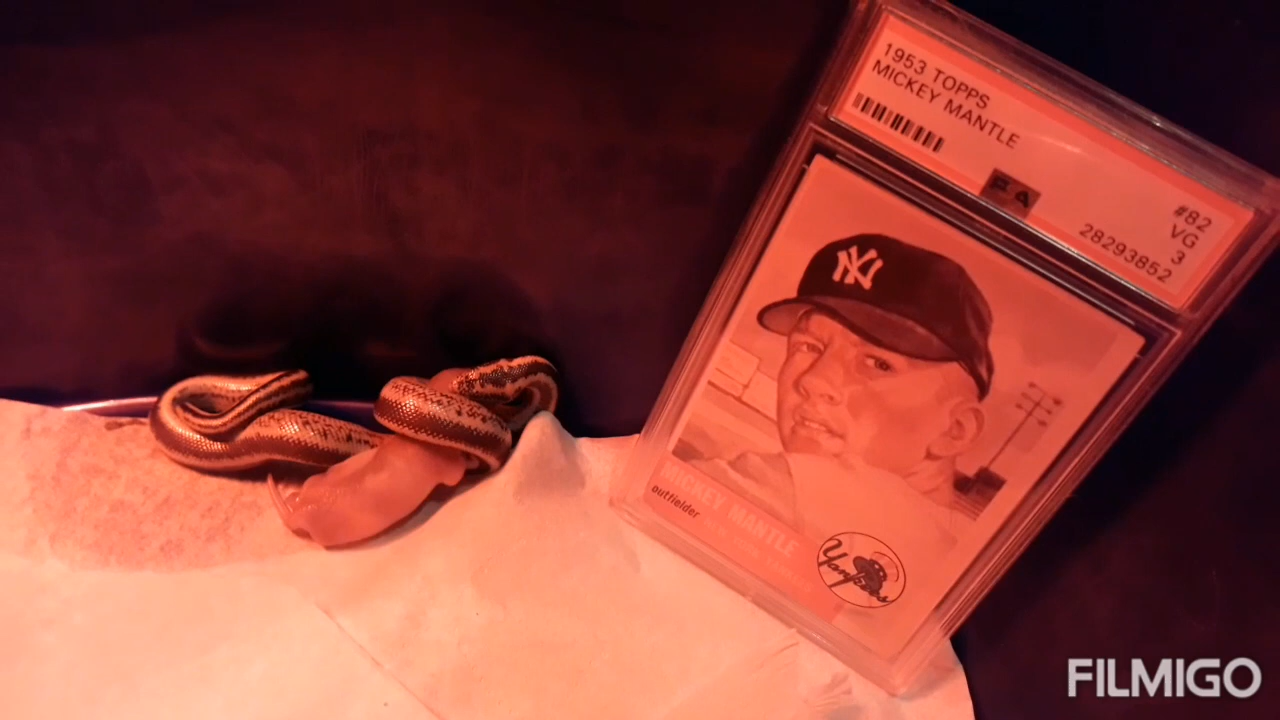 1953 TOPPS
MICKEY MANTLE
#82
VG
3
28293852
NY
MICKEY MANTLE
outfielder
Yankees
FILMIGO